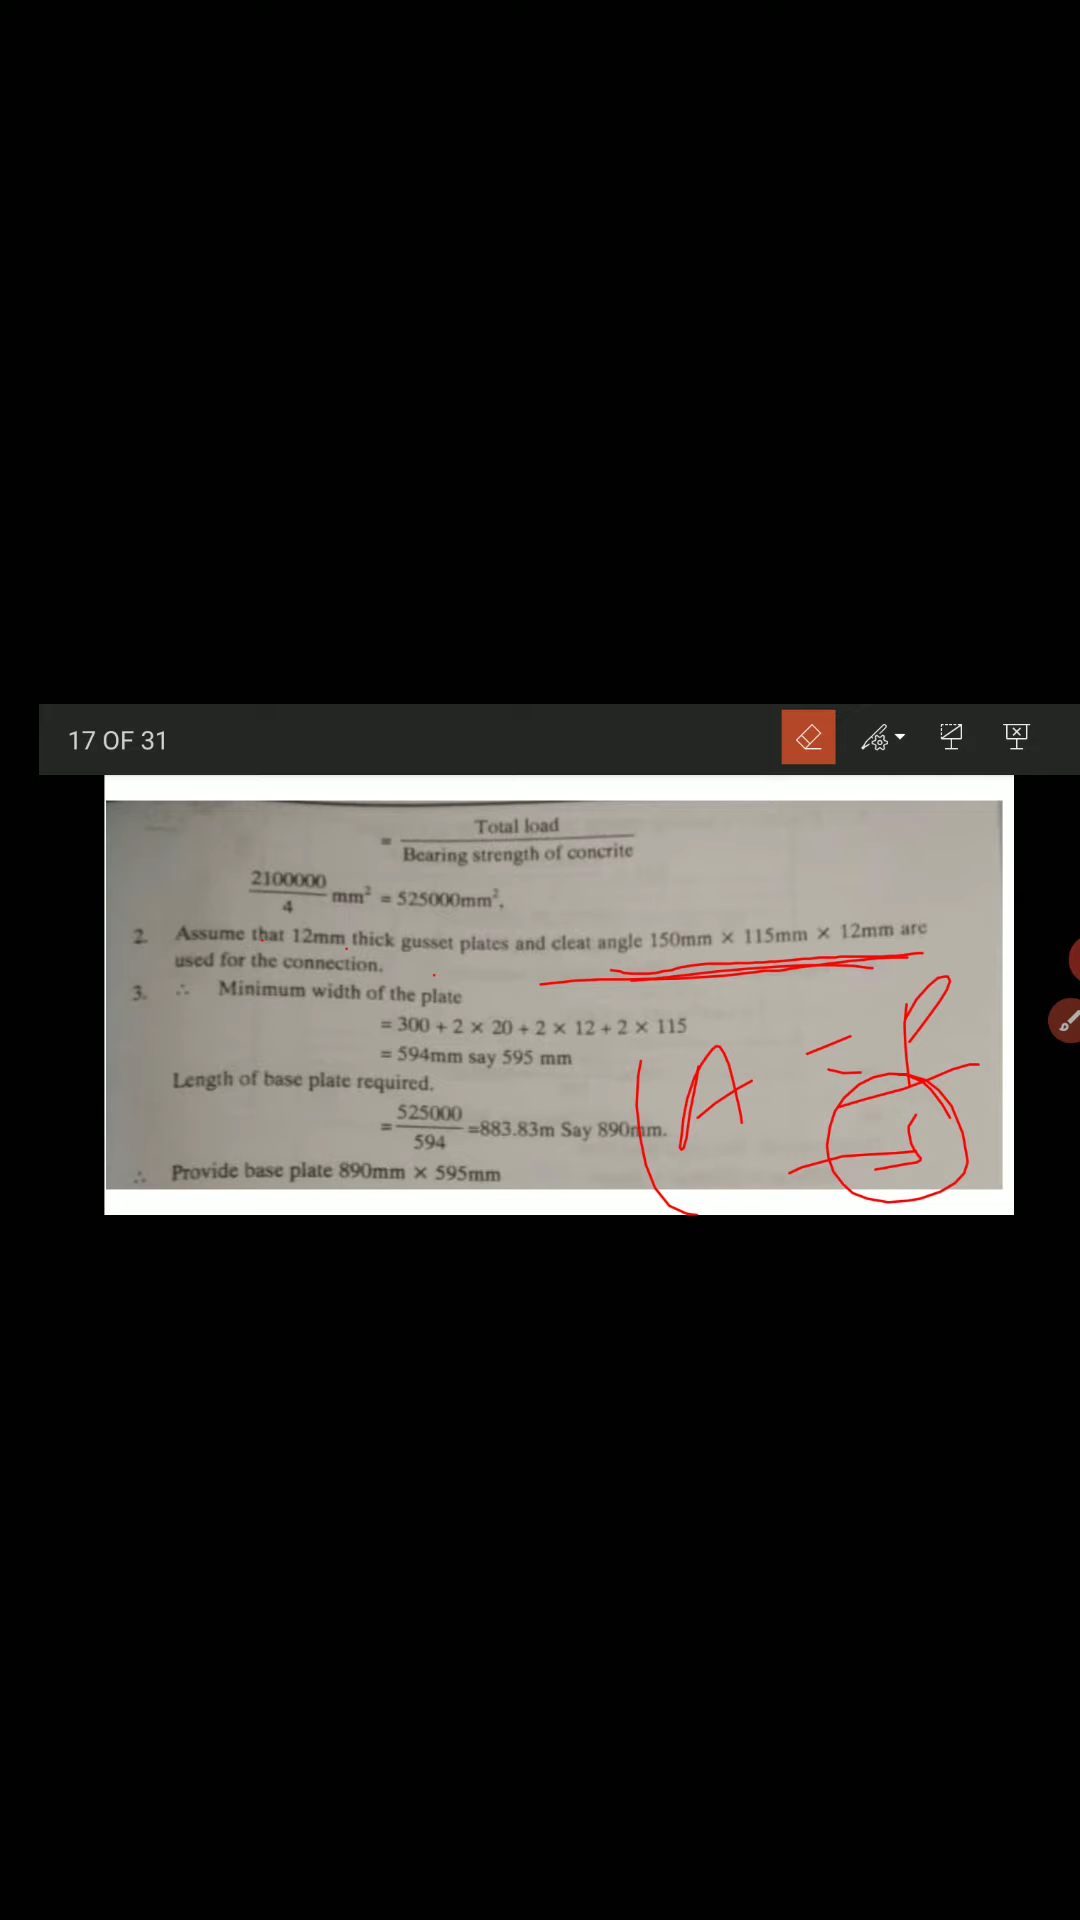 17 OF 31
= Total load
Bearing strength of concrite
2100000
4 mm² = 525000mm².
2. Assume that 12mm thick gusset plates and cleat angle 150mm × 115mm × 12mm are
used for the connection.
3. ∴ Minimum width of the plate
= 300 + 2 × 20 + 2 × 12 + 2 × 115
= 594mm say 595 mm
Length of base plate required.
= 525000
594 =883.83m Say 890mm.
∴ Provide base plate 890mm × 595mm
A = P